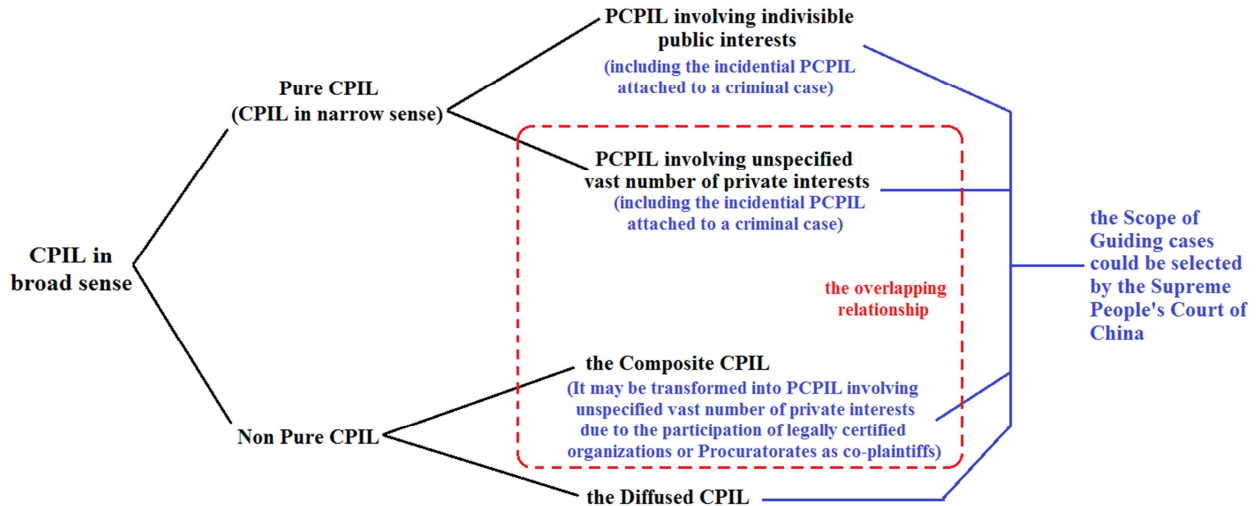 PCPIL involving indivisible
public interests
(including the incidential PCPIL
attached to a criminal case)
Pure CPIL
(CPIL in narrow sense)
PCPIL involving unspecified
vast number of private interests
(including the incidential PCPIL
attached to a criminal case)
CPIL in
broad sense
the overlapping
relationship
the Scope of
Guiding cases
could be selected
by the Supreme
People's Court of
China
the Composite CPIL
(It may be transformed into PCPIL involving
unspecified vast number of private interests
due to the participation of legally certified
organizations or Procuratorates as co-plaintiffs)
Non Pure CPIL
the Diffused CPIL